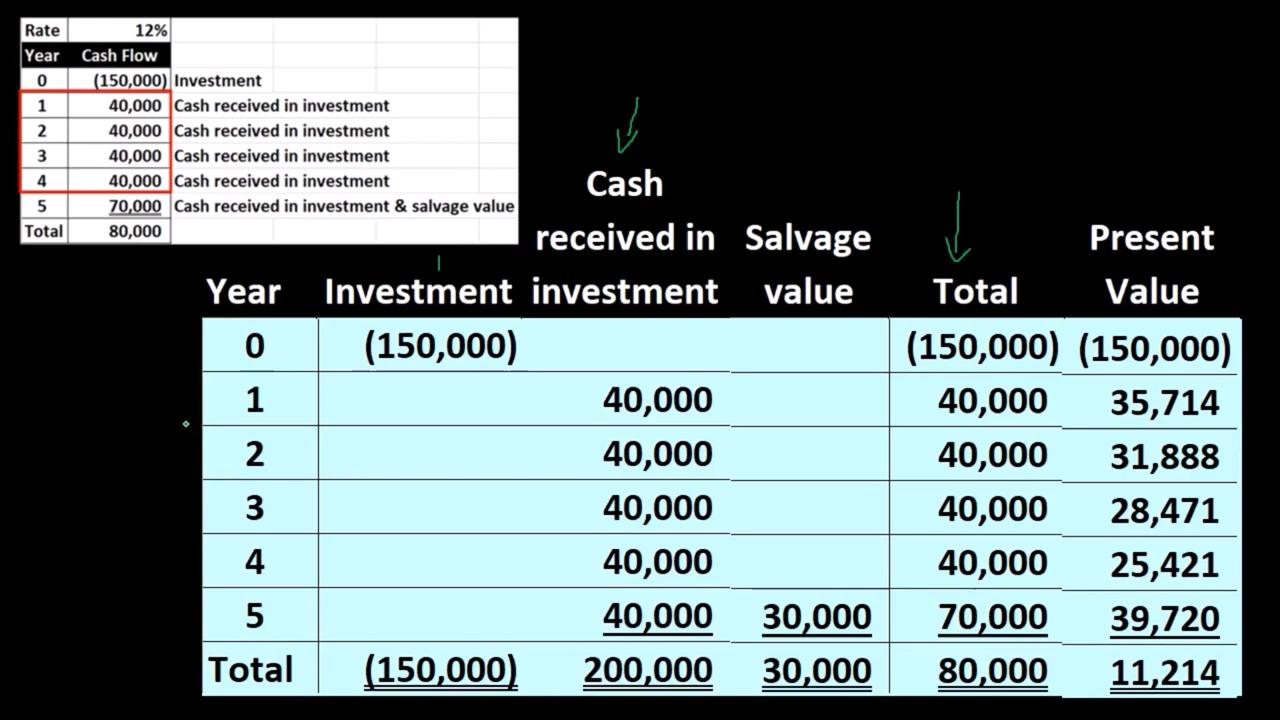 Rate 12%
Year Cash Flow
0 (150,000) Investment
1 40,000 Cash received in investment
2 40,000 Cash received in investment
3 40,000 Cash received in investment
4 40,000 Cash received in investment
5 70,000 Cash received in investment & salvage value
Total 80,000
Cash
received in Salvage Present
Year Investment investment value Total Value
0 (150,000) (150,000) (150,000)
1 40,000 40,000 35,714
2 40,000 40,000 31,888
3 40,000 40,000 28,471
4 40,000 40,000 25,421
5 40,000 30,000 70,000 39,720
Total (150,000) 200,000 30,000 80,000 11,214